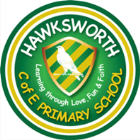 HAWKSWORTH
Learning through Love, Fun & Faith
C of E PRIMARY SCHOOL